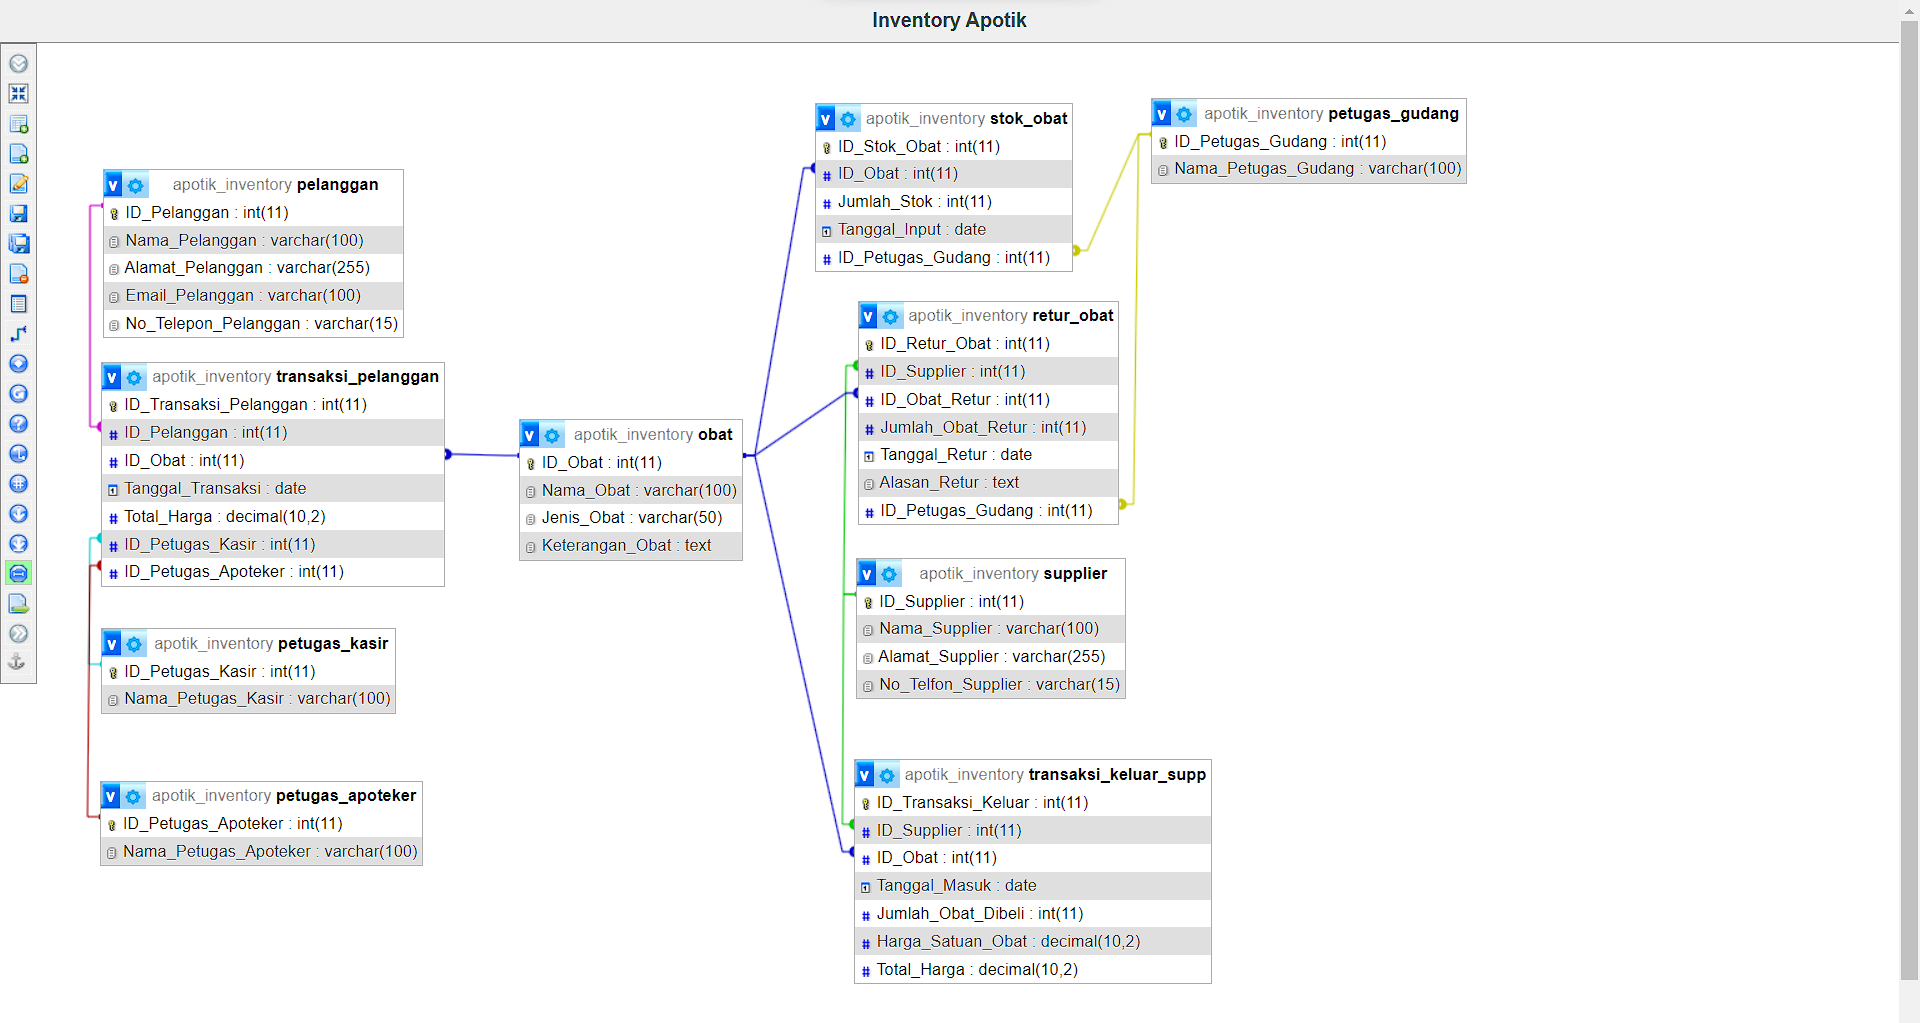 Inventory Apotik
apotik_inventory pelanggan
ID_Pelanggan : int(11)
Nama_Pelanggan : varchar(100)
Alamat_Pelanggan : varchar(255)
Email_Pelanggan : varchar(100)
No_Telepon_Pelanggan : varchar(15)
apotik_inventory transaksi_pelanggan
ID_Transaksi_Pelanggan : int(11)
ID_Pelanggan : int(11)
ID_Obat : int(11)
Tanggal_Transaksi : date
Total_Harga : decimal(10,2)
ID_Petugas_Kasir : int(11)
ID_Petugas_Apoteker : int(11)
apotik_inventory petugas_kasir
ID_Petugas_Kasir : int(11)
Nama_Petugas_Kasir : varchar(100)
apotik_inventory petugas_apoteker
ID_Petugas_Apoteker : int(11)
Nama_Petugas_Apoteker : varchar(100)
apotik_inventory obat
ID_Obat : int(11)
Nama_Obat : varchar(100)
Jenis_Obat : varchar(50)
Keterangan_Obat : text
apotik_inventory stok_obat
ID_Stok_Obat : int(11)
ID_Obat : int(11)
Jumlah_Stok : int(11)
Tanggal_Input : date
ID_Petugas_Gudang : int(11)
apotik_inventory retur_obat
ID_Retur_Obat : int(11)
ID_Supplier : int(11)
ID_Obat_Retur : int(11)
Jumlah_Obat_Retur : int(11)
Tanggal_Retur : date
Alasan_Retur : text
ID_Petugas_Gudang : int(11)
apotik_inventory supplier
ID_Supplier : int(11)
Nama_Supplier : varchar(100)
Alamat_Supplier : varchar(255)
No_Telfon_Supplier : varchar(15)
apotik_inventory transaksi_keluar_supp
ID_Transaksi_Keluar : int(11)
ID_Supplier : int(11)
ID_Obat : int(11)
Tanggal_Masuk : date
Jumlah_Obat_Dibeli : int(11)
Harga_Satuan_Obat : decimal(10,2)
Total_Harga : decimal(10,2)
apotik_inventory petugas_gudang
ID_Petugas_Gudang : int(11)
Nama_Petugas_Gudang : varchar(100)